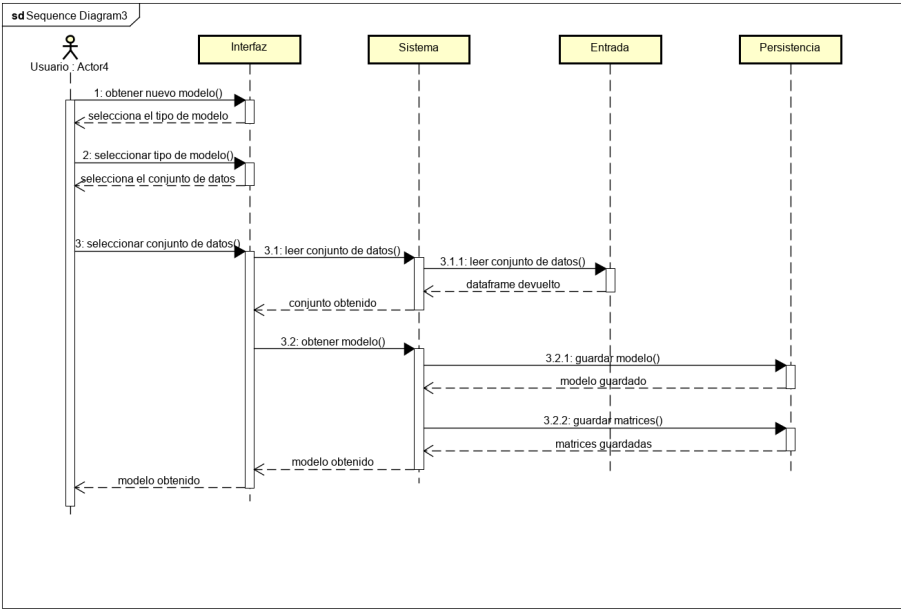 sd Sequence Diagram3
Usuario : Actor4
Interfaz
Sistema
Entrada
Persistencia
1: obtener nuevo modelo()
selecciona el tipo de modelo
2: seleccionar tipo de modelo()
selecciona el conjunto de datos
3: seleccionar conjunto de datos()
3.1: leer conjunto de datos()
3.1.1: leer conjunto de datos()
dataframe devuelto
conjunto obtenido
3.2: obtener modelo()
3.2.1: guardar modelo()
modelo guardado
3.2.2: guardar matrices()
matrices guardadas
modelo obtenido
modelo obtenido